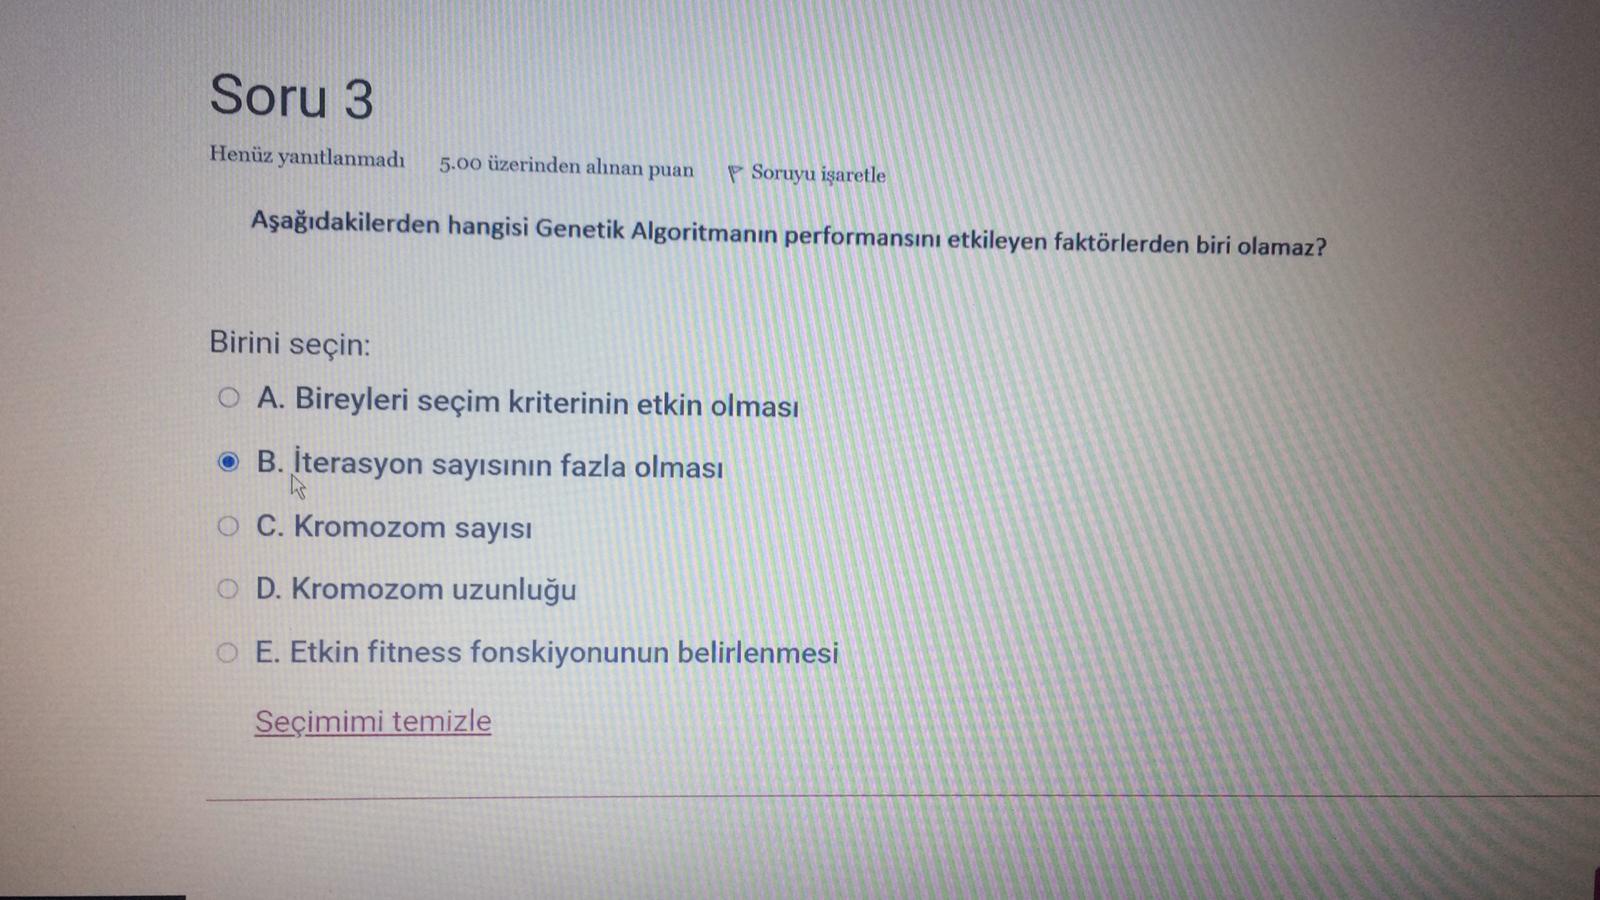 Soru 3
Henüz yanıtlanmadı 5.00 üzerinden alınan puan Soruyu işaretle
Aşağıdakilerden hangisi Genetik Algoritmanın performansını etkileyen faktörlerden biri olamaz?
Birini seçin:
A. Bireyleri seçim kriterinin etkin olması
B. İterasyon sayısının fazla olması
C. Kromozom sayısı
D. Kromozom uzunluğu
E. Etkin fitness fonskiyonunun belirlenmesi
Seçimimi temizle